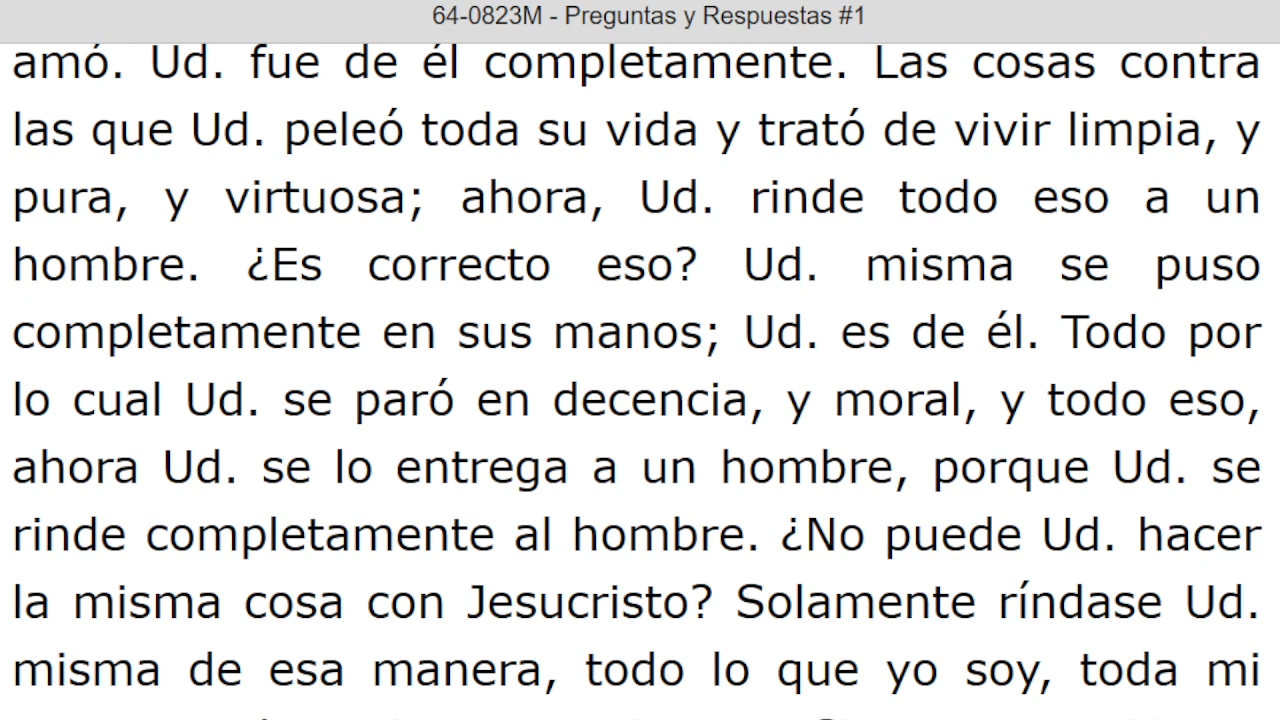 64-0823M - Preguntas y Respuestas #1
amó. Ud. fue de él completamente. Las cosas contra
las que Ud. peleó toda su vida y trató de vivir limpia, y
pura, y virtuosa; ahora, Ud. rinde todo eso a un
hombre. ¿Es correcto eso? Ud. misma se puso
completamente en sus manos; Ud. es de él. Todo por
lo cual Ud. se paró en decencia, y moral, y todo eso,
ahora Ud. se lo entrega a un hombre, porque Ud. se
rinde completamente al hombre. ¿No puede Ud. hacer
la misma cosa con Jesucristo? Solamente ríndase Ud.
misma de esa manera, todo lo que yo soy, toda mi